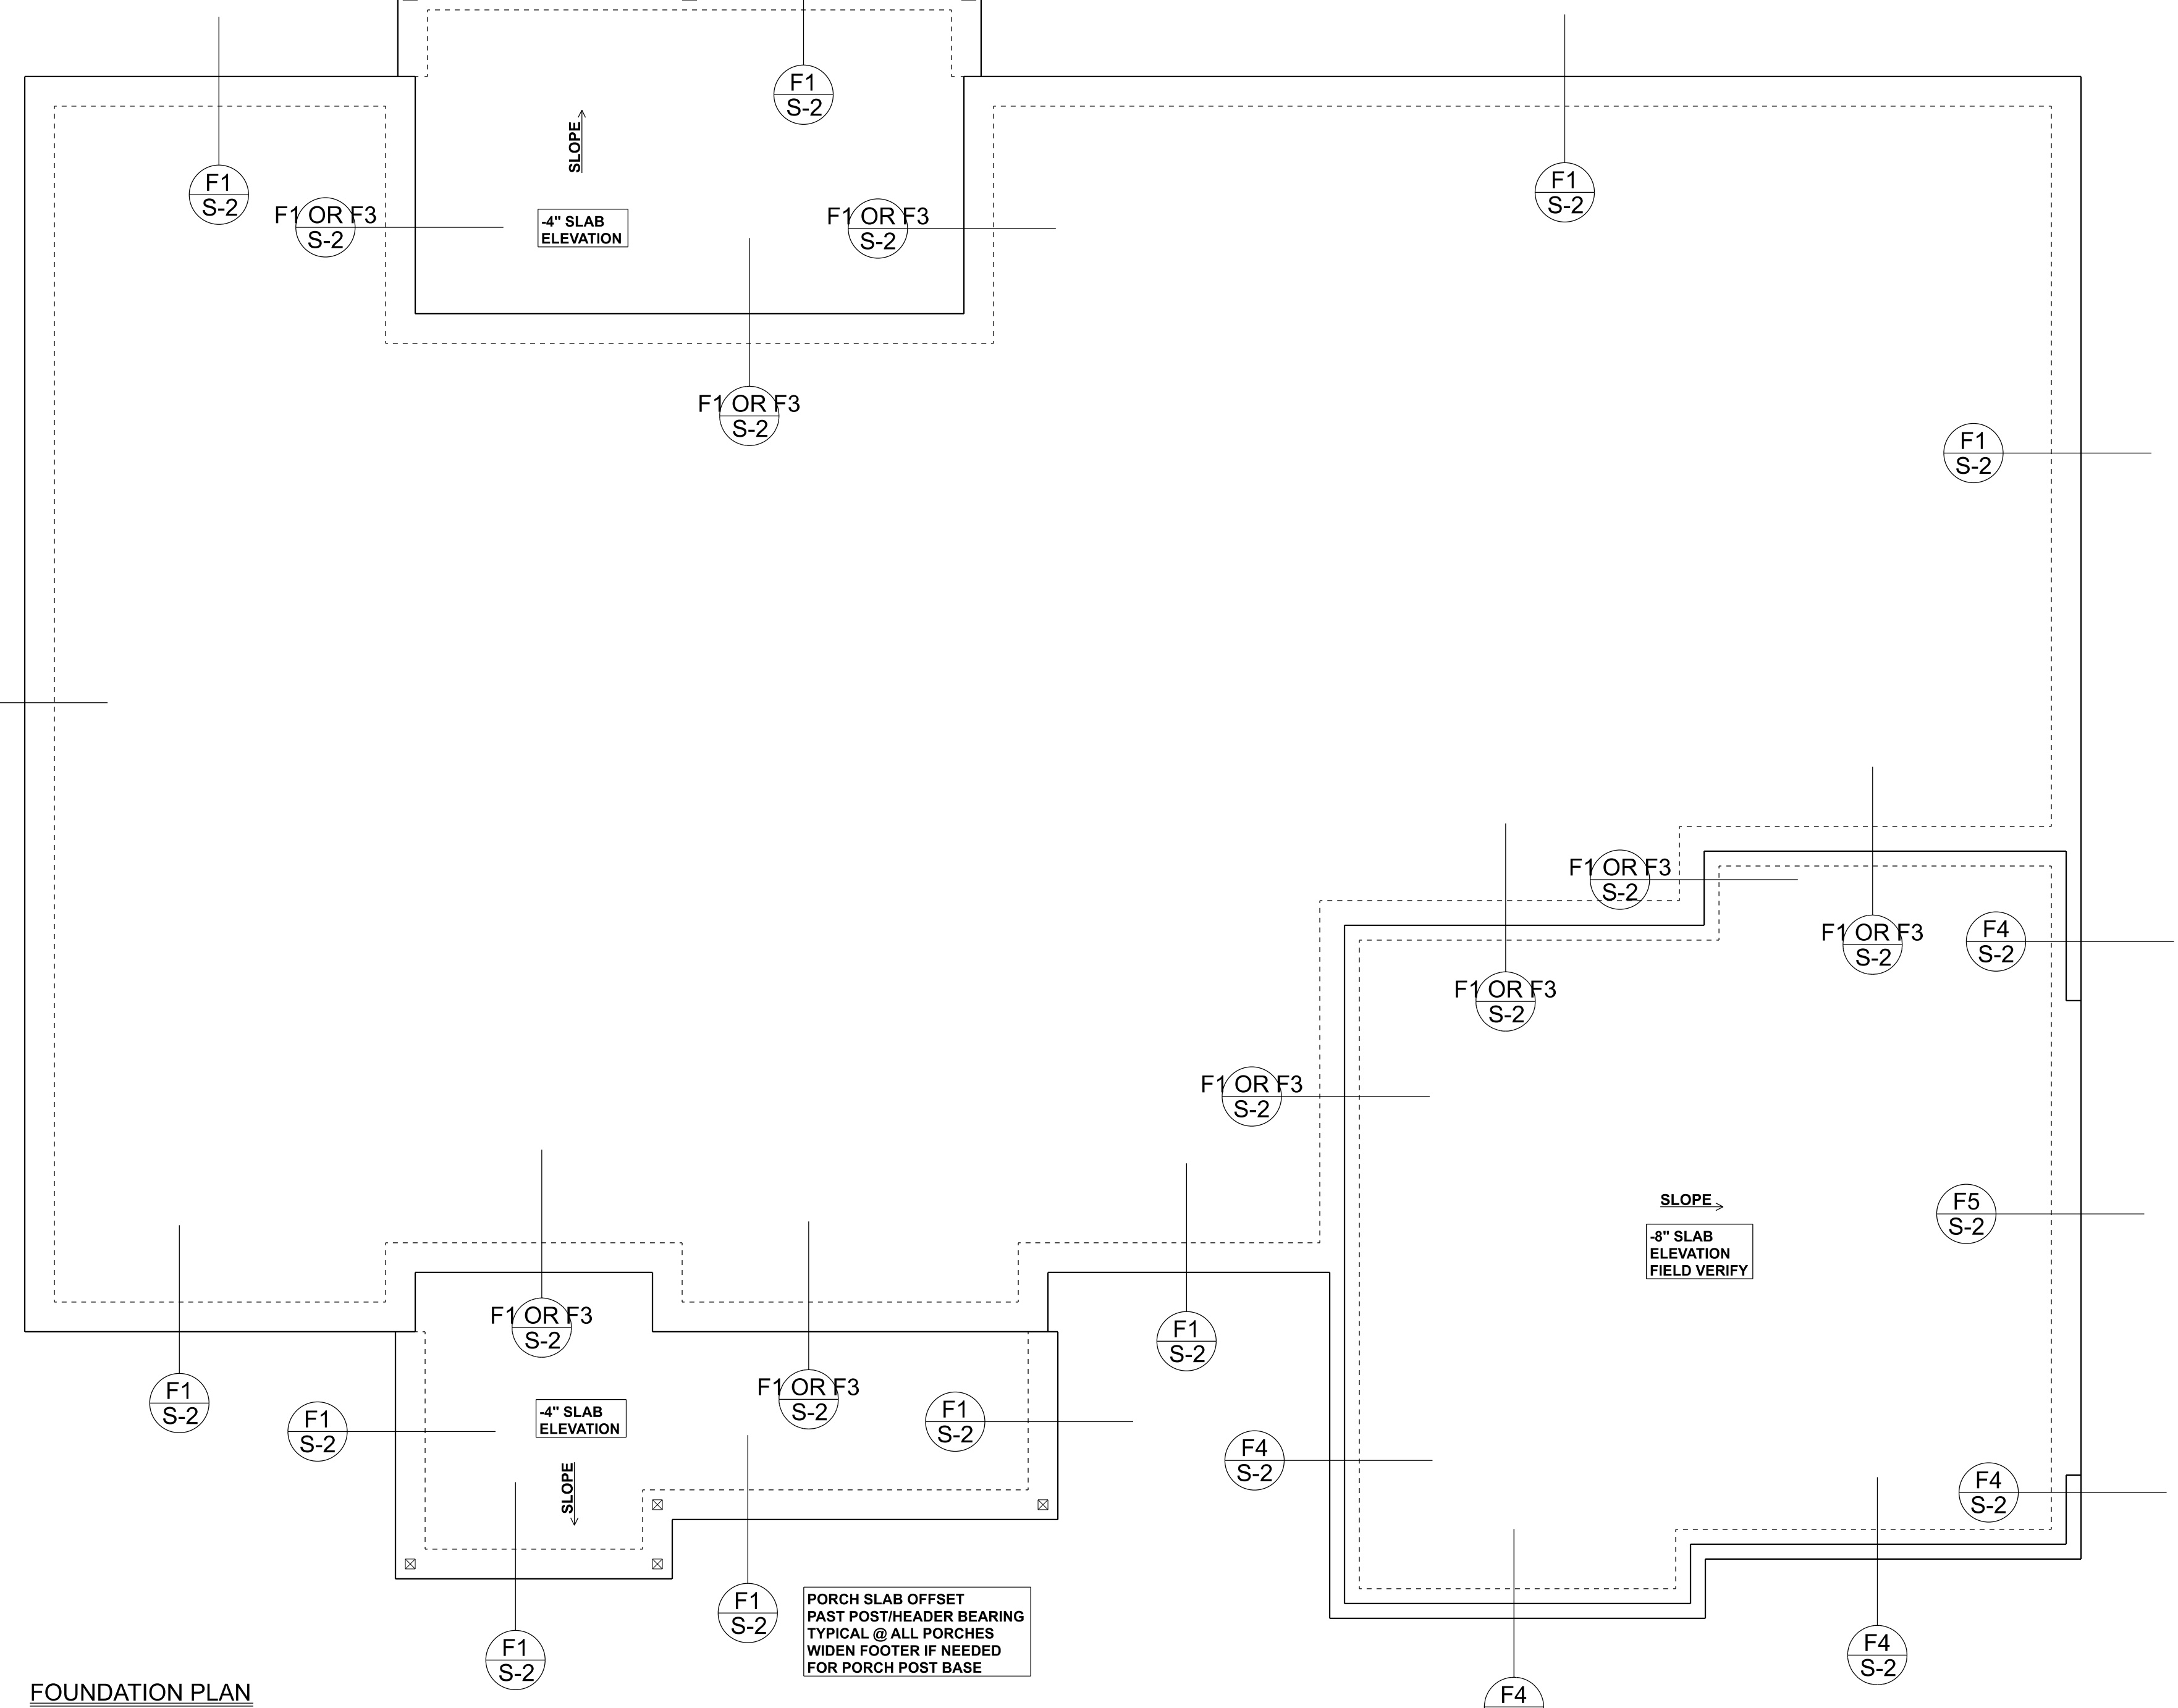 F1
S-2
SLOPE
F1
S-2
F1
S-2
F1 OR F3
S-2
-4" SLAB
ELEVATION
F1 OR F3
S-2
F1 OR F3
S-2
F1
S-2
F1 OR F3
S-2
F1 OR F3
S-2
F4
S-2
F1 OR F3
S-2
F1 OR F3
S-2
SLOPE
-8" SLAB
ELEVATION
FIELD VERIFY
F5
S-2
F1 OR F3
S-2
F1
S-2
F1
S-2
F1
S-2
-4" SLAB
ELEVATION
F1 OR F3
S-2
F1
S-2
F4
S-2
SLOPE
F4
S-2
F1
S-2
F1
S-2
PORCH SLAB OFFSET
PAST POST/HEADER BEARING
TYPICAL @ ALL PORCHES
WIDEN FOOTER IF NEEDED
FOR PORCH POST BASE
F4
S-2
F4
FOUNDATION PLAN